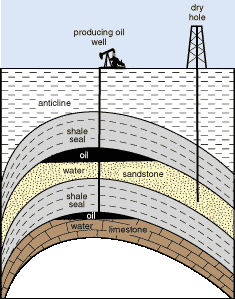 dry
hole
producing oil
well
anticline
shale
seal
oil
water
sandstone
shale
seal
oil
water
limestone